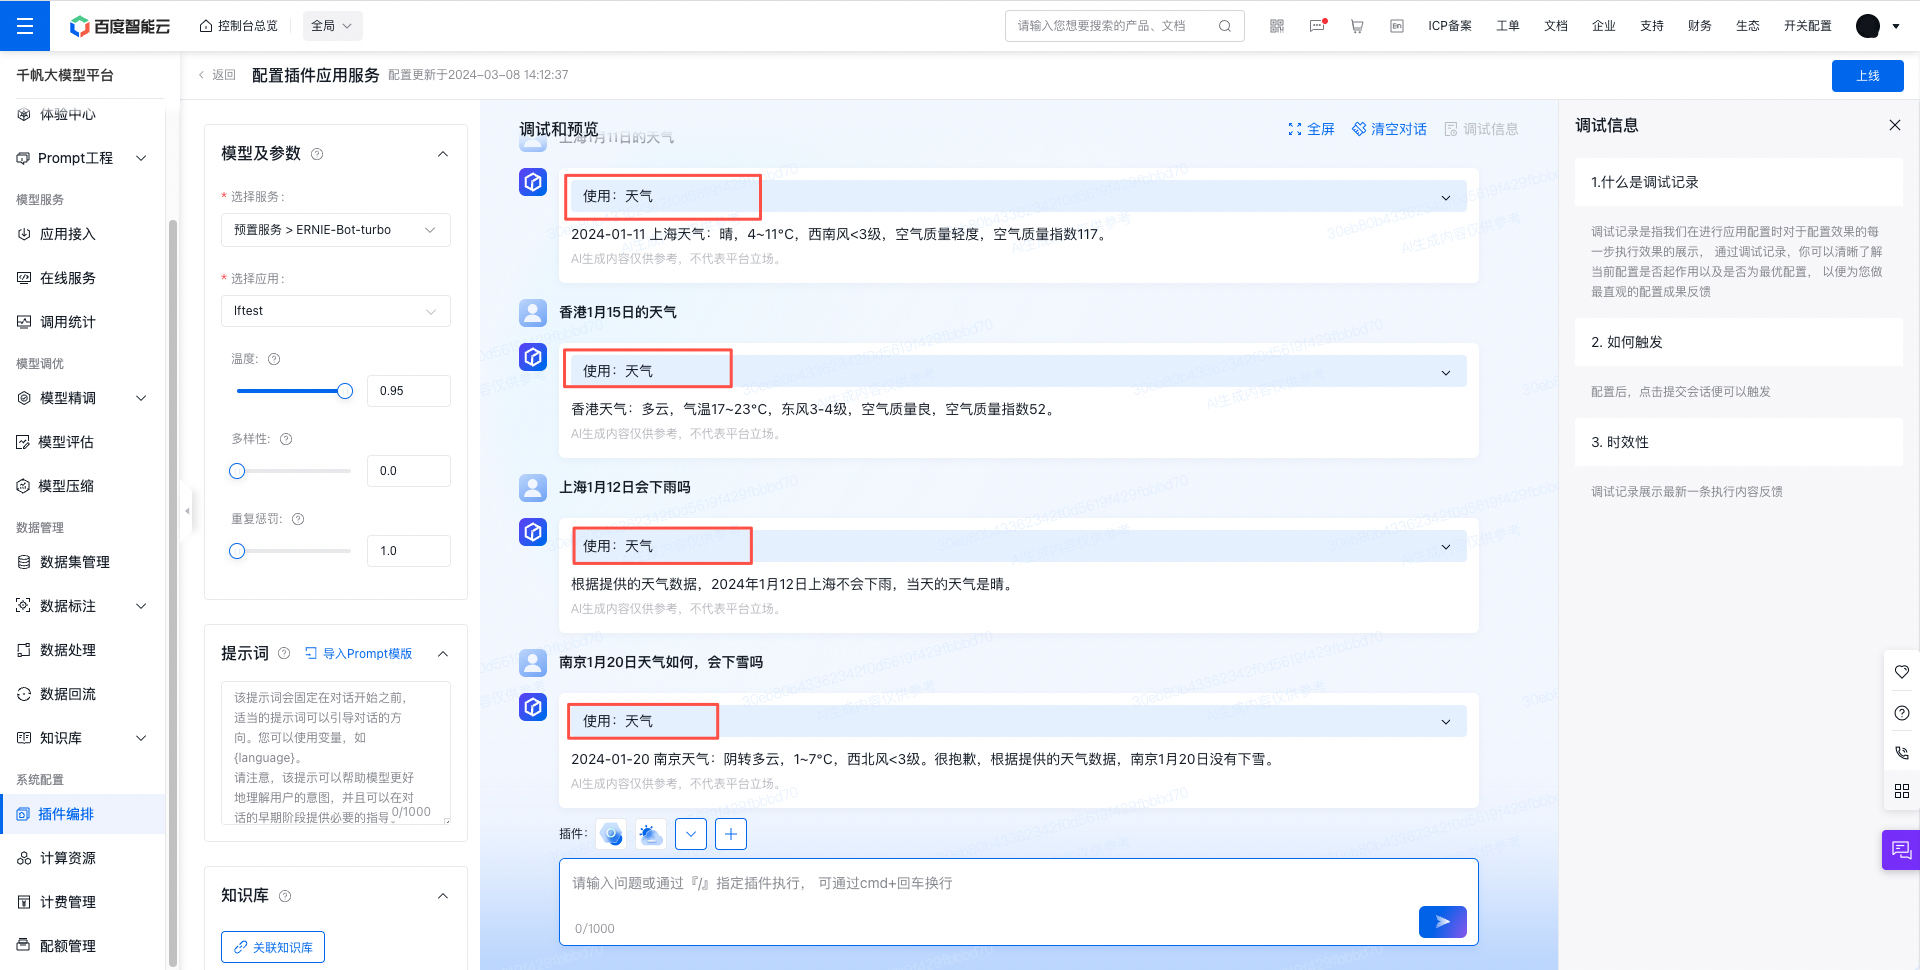 百度智能云
控制台总览
全局
请输入您想要搜索的产品、文档
En
ICP备案
工单
文档
企业
支持
财务
生态
开关配置
千帆大模型平台
体验中心
Prompt工程
模型服务
应用接入
在线服务
调用统计
模型调优
模型精调
模型评估
模型压缩
数据管理
数据集管理
数据标注
数据处理
数据回流
知识库
系统配置
插件编排
计算资源
计费管理
配额管理
返回
配置插件应用服务
配置更新于2024-03-08 14:12:37
上线
模型及参数
* 选择服务:
预置服务 > ERNIE-Bot-turbo
* 选择应用:
lftest
温度:
0.95
多样性:
0.0
重复惩罚:
1.0
提示词
导入Prompt模版
该提示词会固定在对话开始之前，
适当的提示词可以引导对话的方
向。您可以使用变量，如
{language}。
请注意，该提示可以帮助模型更好
地理解用户的意图，并且可以在对
话的早期阶段提供必要的指导。
0/1000
知识库
关联知识库
调试和预览
全屏
清空对话
调试信息
上海1月11日的天气
使用：天气
2024-01-11 上海天气：晴，4~11°C，西南风<3级，空气质量轻度，空气质量指数117。
AI生成内容仅供参考，不代表平台立场。
香港1月15日的天气
使用：天气
香港天气：多云，气温17~23°C，东风3-4级，空气质量良，空气质量指数52。
AI生成内容仅供参考，不代表平台立场。
上海1月12日会下雨吗
使用：天气
根据提供的天气数据，2024年1月12日上海不会下雨，当天的天气是晴。
AI生成内容仅供参考，不代表平台立场。
南京1月20日天气如何，会下雪吗
使用：天气
2024-01-20 南京天气：阴转多云，1~7°C，西北风<3级。很抱歉，根据提供的天气数据，南京1月20日没有下雪。
AI生成内容仅供参考，不代表平台立场。
插件：
请输入问题或通过『/』指定插件执行， 可通过cmd+回车换行
0/1000
调试信息
1.什么是调试记录
调试记录是指我们在进行应用配置时对于配置效果的每
一步执行效果的展示， 通过调试记录，你可以清晰了解
当前配置是否起作用以及是否为最优配置， 以便为您做
最直观的配置成果反馈
2. 如何触发
配置后，点击提交会话便可以触发
3. 时效性
调试记录展示最新一条执行内容反馈